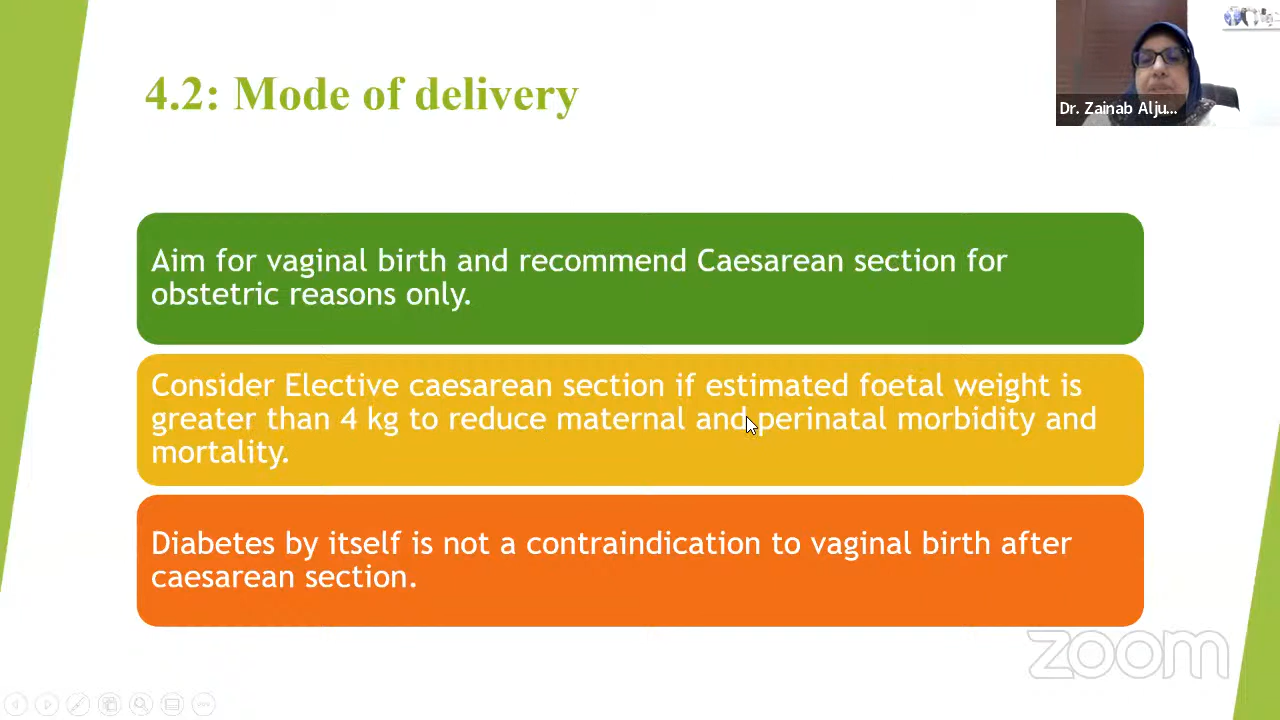 4.2: Mode of delivery
Dr. Zainab Alju...
Aim for vaginal birth and recommend Caesarean section for
obstetric reasons only.
Consider Elective caesarean section if estimated foetal weight is
greater than 4 kg to reduce maternal and perinatal morbidity and
mortality.
Diabetes by itself is not a contraindication to vaginal birth after
caesarean section.
zoom